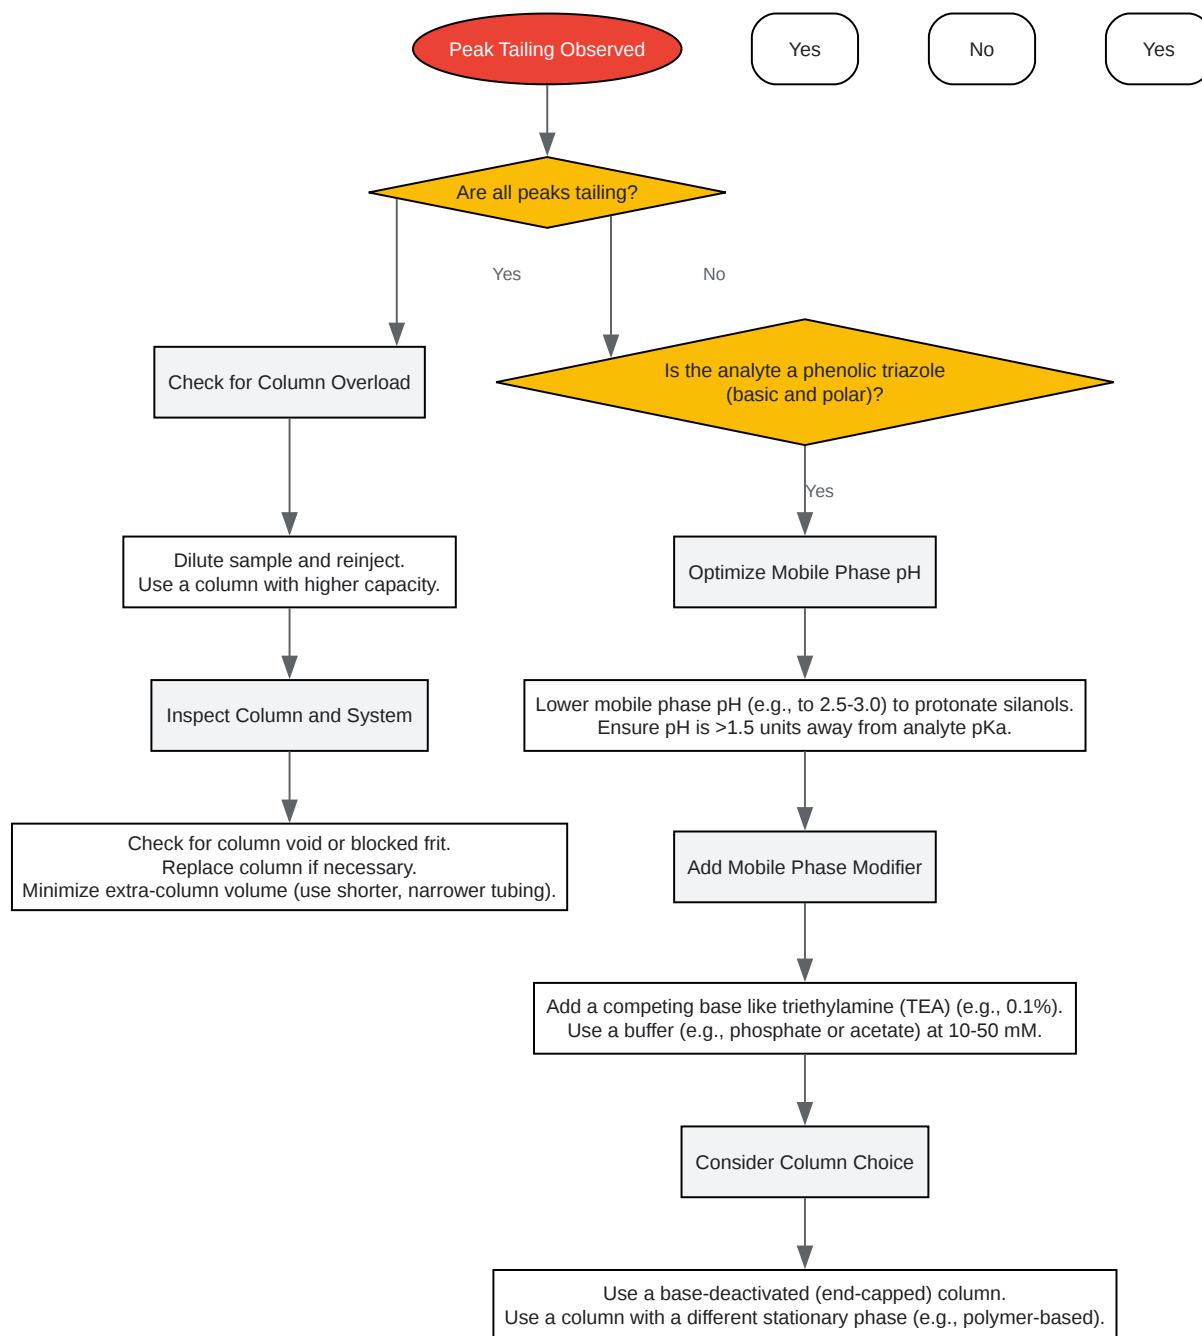 Peak Tailing Observed
Yes
No
Yes
Are all peaks tailing?
Yes
No
Check for Column Overload
Is the analyte a phenolic triazole
(basic and polar)?
Yes
Dilute sample and reinject.
Use a column with higher capacity.
Optimize Mobile Phase pH
Inspect Column and System
Lower mobile phase pH (e.g., to 2.5-3.0) to protonate silanols.
Ensure pH is >1.5 units away from analyte pKa.
Check for column void or blocked frit.
Replace column if necessary.
Minimize extra-column volume (use shorter, narrower tubing).
Add Mobile Phase Modifier
Add a competing base like triethylamine (TEA) (e.g., 0.1%).
Use a buffer (e.g., phosphate or acetate) at 10-50 mM.
Consider Column Choice
Use a base-deactivated (end-capped) column.
Use a column with a different stationary phase (e.g., polymer-based).